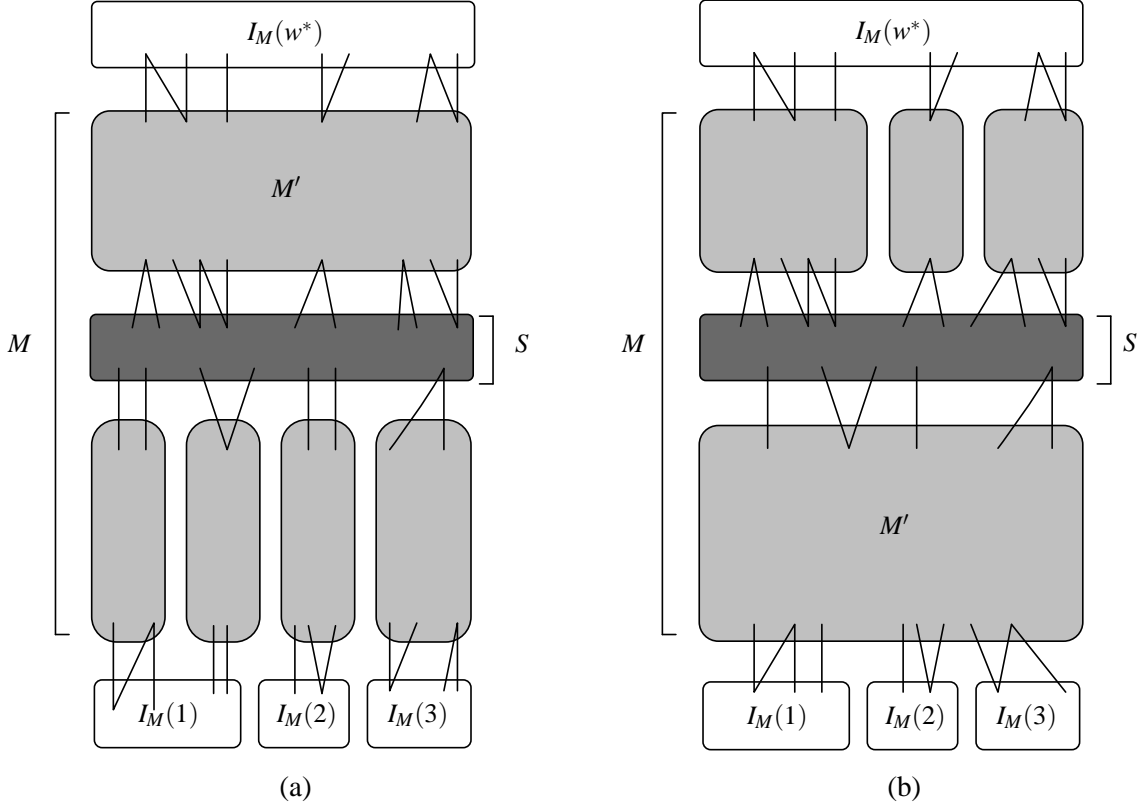 I_M(w*) I_M(w*)
M′
M S M S
M′
I_M(1) I_M(2) I_M(3) I_M(1) I_M(2) I_M(3)
(a) (b)